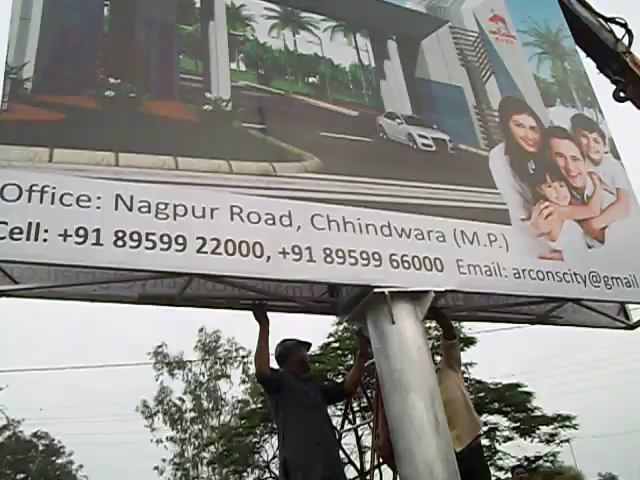 Office: Nagpur Road, Chhindwara (M.P.)
Cell: +91 89599 22000, +91 89599 66000 Email: arconscity@gmail